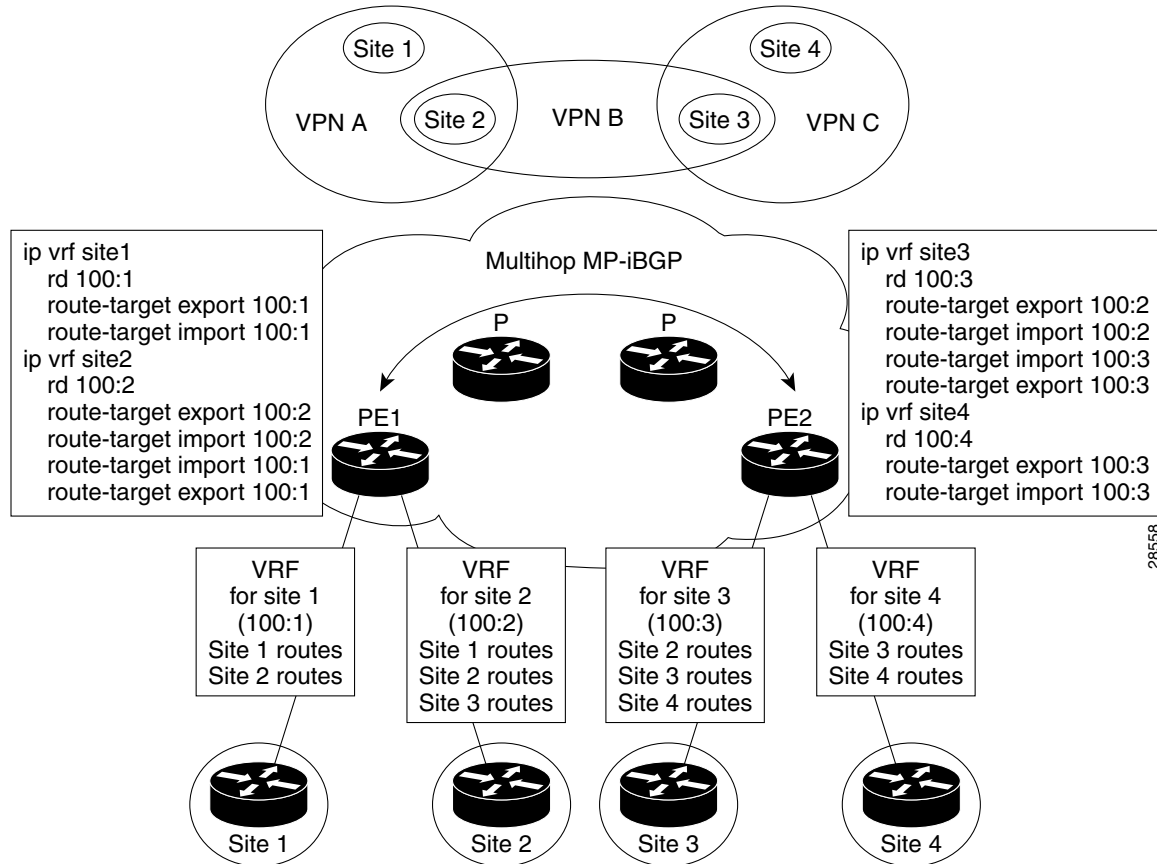 Site 1
Site 4
VPN A
Site 2
VPN B
Site 3
VPN C
ip vrf site1
rd 100:1
route-target export 100:1
route-target import 100:1
ip vrf site2
rd 100:2
route-target export 100:2
route-target import 100:2
route-target import 100:1
route-target export 100:1
Multihop MP-iBGP
P
P
PE1
PE2
ip vrf site3
rd 100:3
route-target export 100:2
route-target import 100:2
route-target import 100:3
route-target export 100:3
ip vrf site4
rd 100:4
route-target export 100:3
route-target import 100:3
28558
VRF
for site 1
(100:1)
Site 1 routes
Site 2 routes
VRF
for site 2
(100:2)
Site 1 routes
Site 2 routes
Site 3 routes
VRF
for site 3
(100:3)
Site 2 routes
Site 3 routes
Site 4 routes
VRF
for site 4
(100:4)
Site 3 routes
Site 4 routes
Site 1
Site 2
Site 3
Site 4